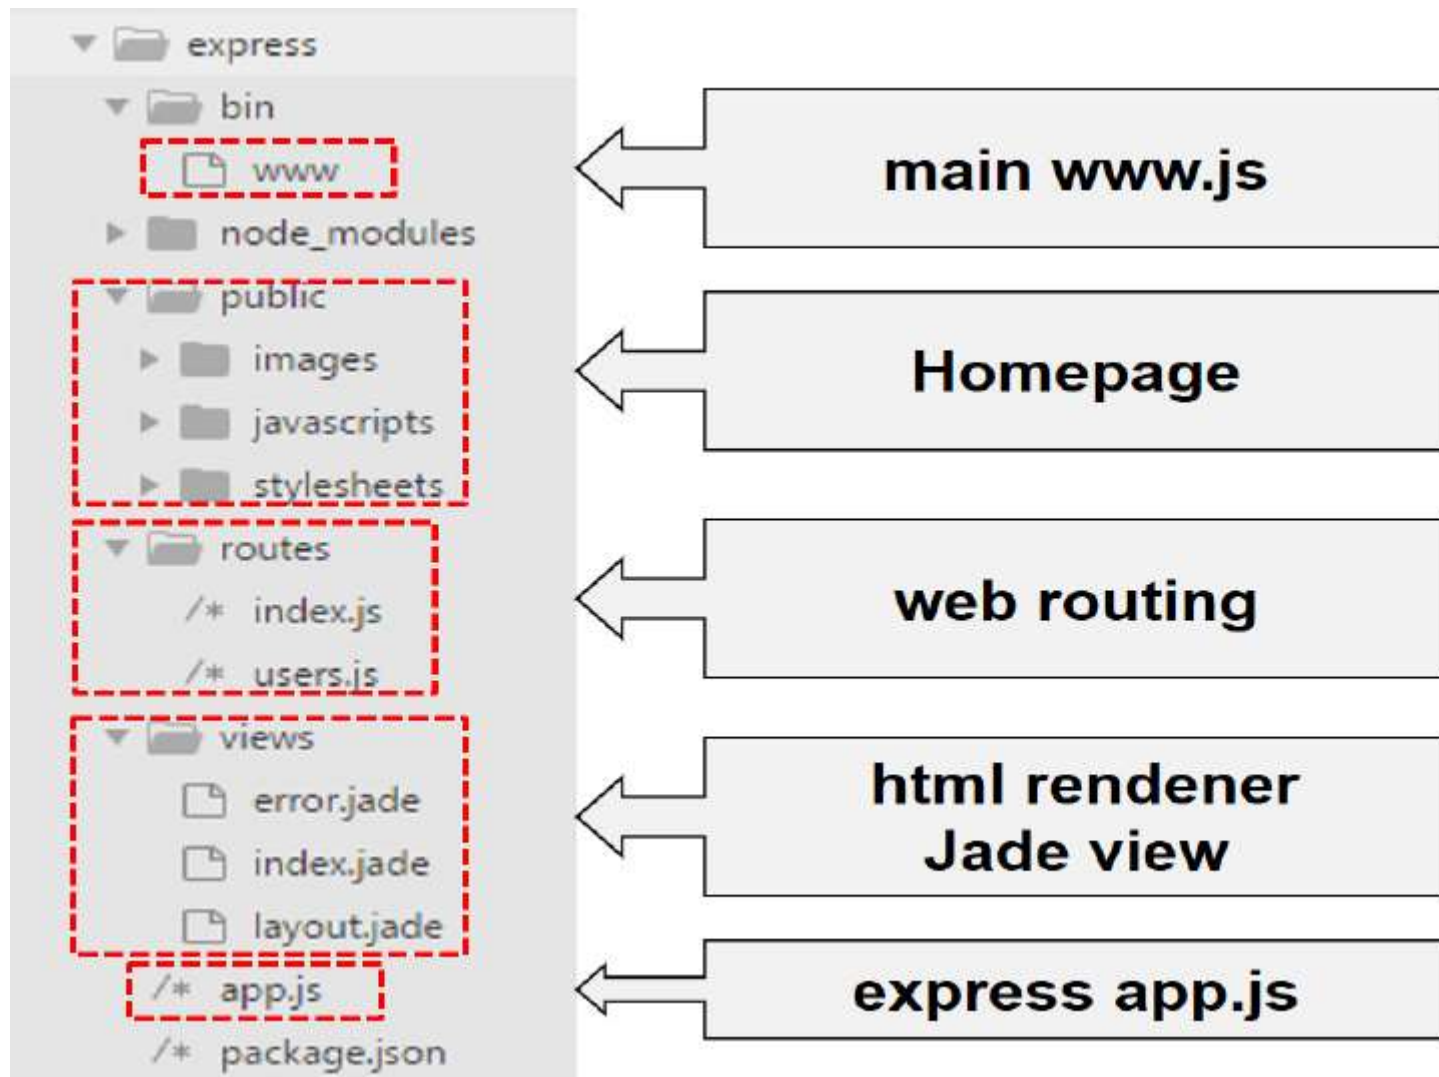 express
bin
www
node_modules
public
images
javascripts
stylesheets
routes
/* index.js
/* users.js
views
error.jade
index.jade
layout.jade
/* app.js
/* package.json
main www.js
Homepage
web routing
html rendener
Jade view
express app.js